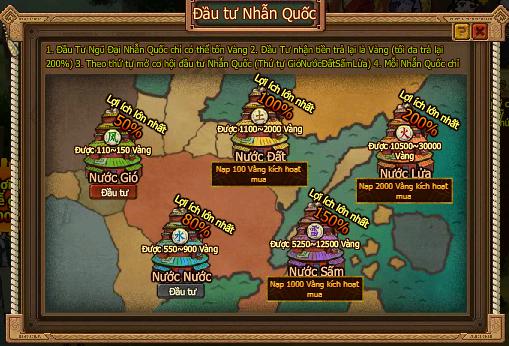 Đầu tư Nhẫn Quốc
?
1. Đầu Tư Ngũ Đại Nhẫn Quốc chỉ có thể tốn Vàng 2. Đầu Tư nhận tiền trả lại là Vàng (tối đa trả lại
200%) 3. Theo thứ tự mở cơ hội đầu tư Nhẫn Quốc (Thứ tự GióNướcĐấtSấmLửa) 4. Mỗi Nhẫn Quốc chỉ
Lợi ích lớn nhất
50%
风
Được 110~150 Vàng
Nước Gió
Đầu tư
Lợi ích lớn nhất
100%
土
Được 1100~2000 Vàng
Nước Đất
Nạp 100 Vàng kích hoạt
mua
Lợi ích lớn nhất
200%
火
Được 10500~30000
Vàng
Nước Lửa
Nạp 2000 Vàng kích hoạt
mua
Lợi ích lớn nhất
80%
水
Được 550~900 Vàng
Nước Nước
Đầu tư
Lợi ích lớn nhất
150%
雷
Được 5250~12500 Vàng
Nước Sấm
Nạp 1000 Vàng kích hoạt
mua